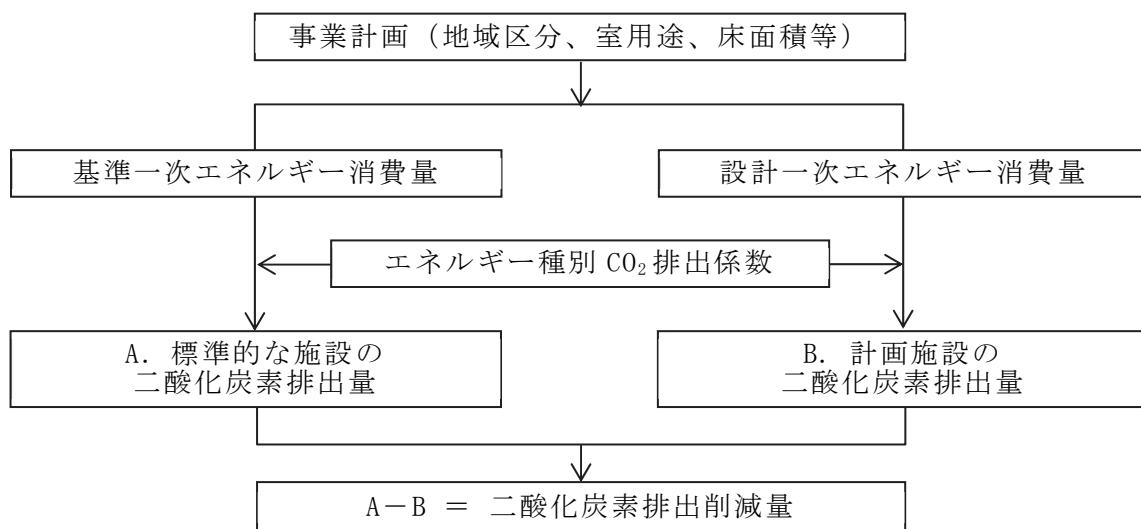 事業計画（地域区分、室用途、床面積等）
基準一次エネルギー消費量
設計一次エネルギー消費量
エネルギー種別 CO₂排出係数
A. 標準的な施設の
二酸化炭素排出量
B. 計画施設の
二酸化炭素排出量
A－B ＝ 二酸化炭素排出削減量